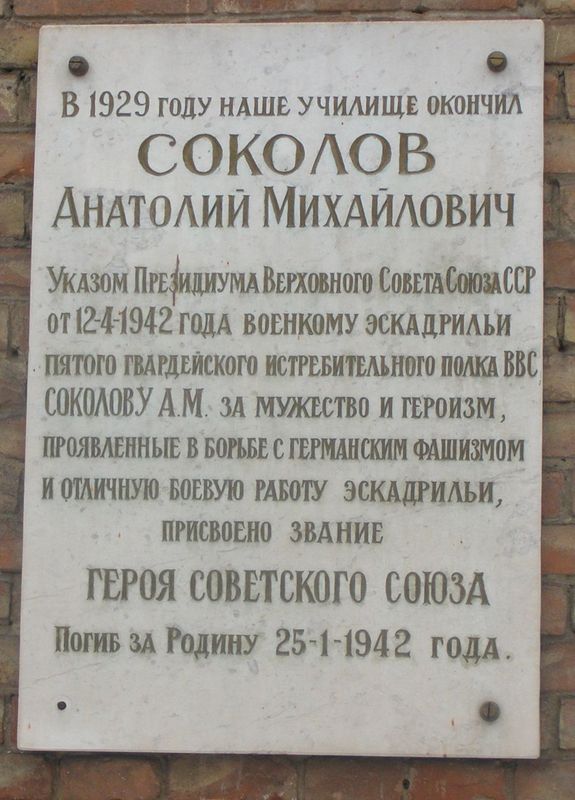 В 1929 ГОДУ НАШЕ УЧИЛИЩЕ ОКОНЧИЛ
СОКОЛОВ
АНАТОЛИЙ МИХАЙЛОВИЧ
УКАЗОМ ПРЕЗИДИУМА ВЕРХОВНОГО СОВЕТА СОЮЗА ССР
ОТ 12-4-1942 ГОДА ВОЕНКОМУ ЭСКАДРИЛЬИ
ПЯТОГО ГВАРДЕЙСКОГО ИСТРЕБИТЕЛЬНОГО ПОЛКА ВВС
СОКОЛОВУ А.М. ЗА МУЖЕСТВО И ГЕРОИЗМ,
ПРОЯВЛЕННЫЕ В БОРЬБЕ С ГЕРМАНСКИМ ФАШИЗМОМ
И ОТЛИЧНУЮ БОЕВУЮ РАБОТУ ЭСКАДРИЛЬИ,
ПРИСВОЕНО ЗВАНИЕ
ГЕРОЯ СОВЕТСКОГО СОЮЗА
ПОГИБ ЗА РОДИНУ 25-1-1942 ГОДА.